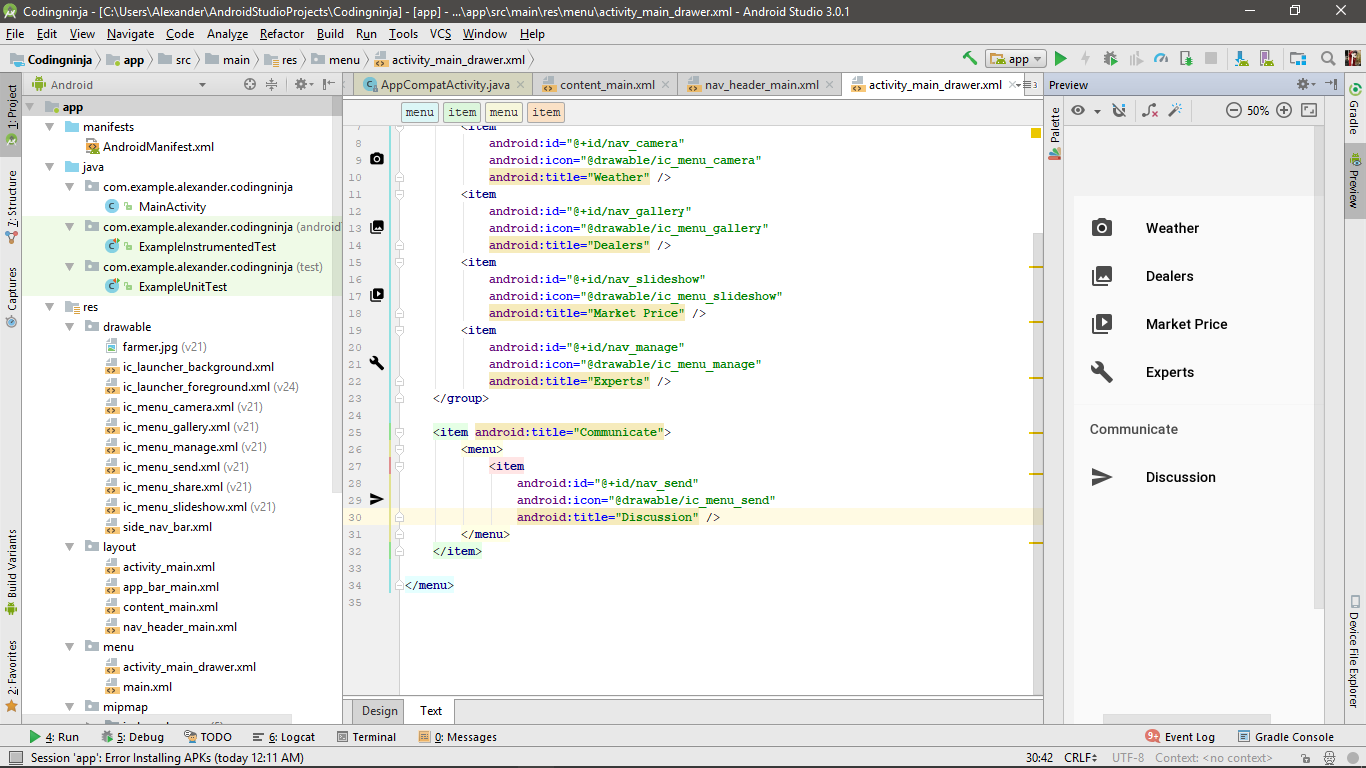 Codingninja - [C:\Users\Alexander\AndroidStudioProjects\Codingninja] - [app] - ...\app\src\main\res\menu\activity_main_drawer.xml - Android Studio 3.0.1
File Edit View Navigate Code Analyze Refactor Build Run Tools VCS Window Help
Codingninja app src main res menu activity_main_drawer.xml app
Android AppCompatActivity.java content_main.xml nav_header_main.xml activity_main_drawer.xml 3 Preview
menu item menu item 50%
1: Project
7: Structure
Captures
Build Variants
2: Favorites
app
manifests
AndroidManifest.xml
java
com.example.alexander.codingninja
MainActivity
com.example.alexander.codingninja (android
ExampleInstrumentedTest
com.example.alexander.codingninja (test)
ExampleUnitTest
res
drawable
farmer.jpg (v21)
ic_launcher_background.xml
ic_launcher_foreground.xml (v24)
ic_menu_camera.xml (v21)
ic_menu_gallery.xml (v21)
ic_menu_manage.xml (v21)
ic_menu_send.xml (v21)
ic_menu_share.xml (v21)
ic_menu_slideshow.xml (v21)
side_nav_bar.xml
layout
activity_main.xml
app_bar_main.xml
content_main.xml
nav_header_main.xml
menu
activity_main_drawer.xml
main.xml
mipmap
7 <item
8 android:id="@+id/nav_camera"
9 android:icon="@drawable/ic_menu_camera"
10 android:title="Weather" />
11 <item
12 android:id="@+id/nav_gallery"
13 android:icon="@drawable/ic_menu_gallery"
14 android:title="Dealers" />
15 <item
16 android:id="@+id/nav_slideshow"
17 android:icon="@drawable/ic_menu_slideshow"
18 android:title="Market Price" />
19 <item
20 android:id="@+id/nav_manage"
21 android:icon="@drawable/ic_menu_manage"
22 android:title="Experts" />
23 </group>
24
25 <item android:title="Communicate">
26 <menu>
27 <item
28 android:id="@+id/nav_send"
29 android:icon="@drawable/ic_menu_send"
30 android:title="Discussion" />
31 </menu>
32 </item>
33
34 </menu>
35
Design Text
Palette
Weather
Dealers
Market Price
Experts
Communicate
Discussion
Gradle
Preview
Device File Explorer
4: Run 5: Debug TODO 6: Logcat Terminal 0: Messages 9+ Event Log Gradle Console
Session 'app': Error Installing APKs (today 12:11 AM) 30:42 CRLF UTF-8 Context: <no context>